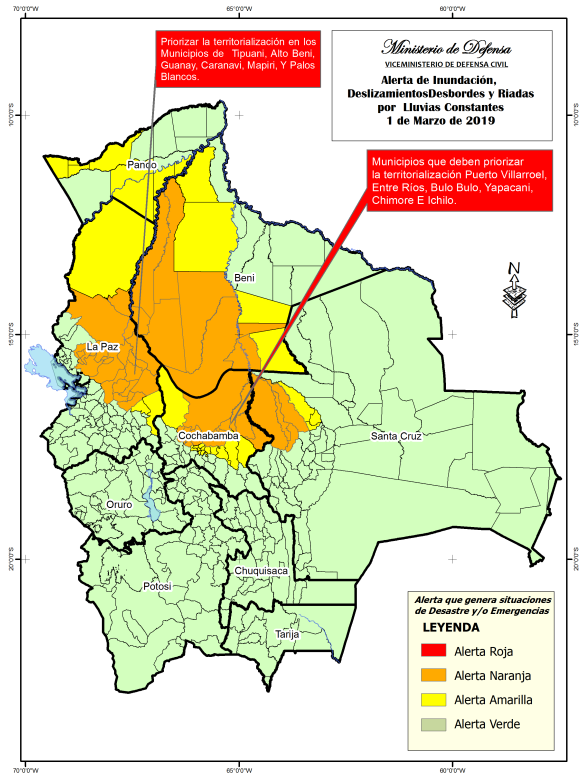 Priorizar la territorialización en los
Municipios de Tipuani, Alto Beni,
Guanay, Caranavi, Mapiri, Y Palos
Blancos.
Ministerio de Defensa
VICEMINISTERIO DE DEFENSA CIVIL
Alerta de Inundación,
DeslizamientosDesbordes y Riadas
por Lluvias Constantes
1 de Marzo de 2019
Municipios que deben priorizar
la territorialización Puerto Villarroel,
Entre Ríos, Bulo Bulo, Yapacani,
Chimore E Ichilo.
70°0'0"W
65°0'0"W
60°0'0"W
10°0'0"S
10°0'0"S
Pando
Beni
N
15°0'0"S
15°0'0"S
La Paz
Cochabamba
Santa Cruz
Oruro
20°0'0"S
20°0'0"S
Chuquisaca
Potosi
Tarija
Alerta que genera situaciones
de Desastre y/o Emergencias
LEYENDA
Alerta Roja
Alerta Naranja
Alerta Amarilla
Alerta Verde
70°0'0"W
65°0'0"W
60°0'0"W